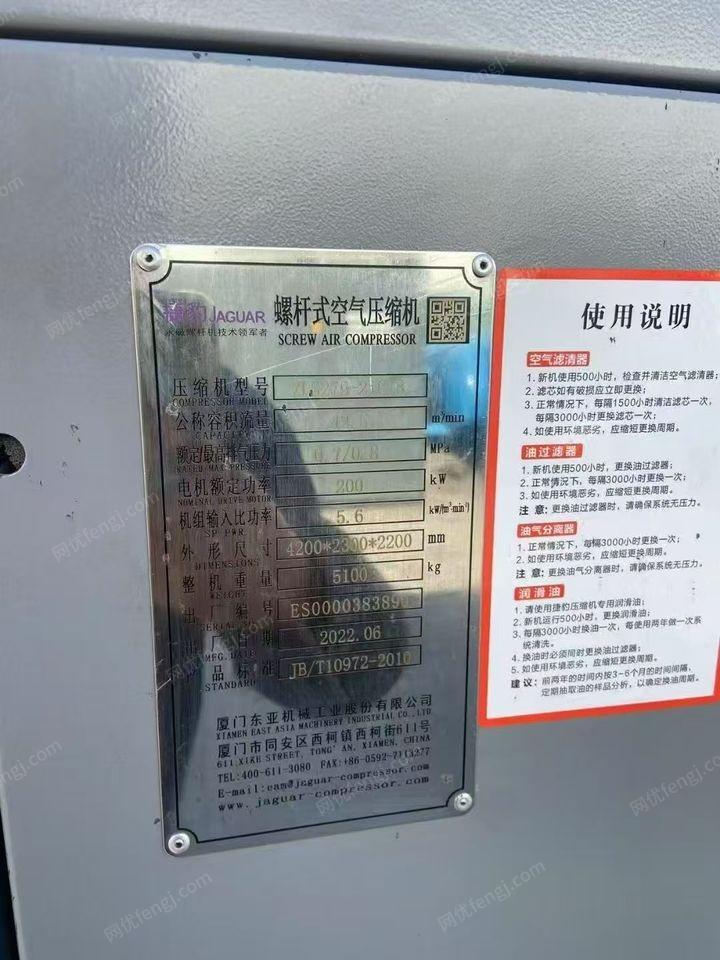 捷豹 JAGUAR
永磁螺杆机技术领军者
螺杆式空气压缩机
SCREW AIR COMPRESSOR
压缩机型号
COMPRESSOR MODEL
公称容积流量 m³/min
CAPACITY
额定/最高排气压力 0.7/0.8 MPa
RATED/MAX PRESSURE
电机额定功率 200 kW
NOMINAL DRIVE MOTOR
机组输入比功率 5.6 kW/(m³·min⁻¹)
SP PWR
外形尺寸 4200*2300*2200 mm
DIMENSIONS
整机重量 5100 kg
WEIGHT
出厂编号
SERIAL NO
出厂日期 2022.06
MFG.DATE
产品标准 JB/T10972-2010
STANDARD
厦门东亚机械工业股份有限公司
XIAMEN EAST ASIA MACHINERY INDUSTRIAL CO.,LTD
厦门市同安区西柯镇西柯街611号
611 XIKE STREET, TONG' AN, XIAMEN, CHINA
TEL:400-611-3080 FAX:+86-0592-7113277
E-mail:eam@jaguar-compressor.com
www.jaguar-compressor.com
使用说明
空气滤清器
1. 新机使用500小时，检查并清洁空气滤清器；
2. 滤芯如有破损应立即更换；
3. 正常情况下，每隔1500小时清洁滤芯一次，
每隔3000小时更换滤芯一次；
4. 如使用环境恶劣，应缩短更换周期。
油过滤器
1. 新机使用500小时，更换油过滤器；
2. 正常情况下，每隔3000小时更换一次；
3. 如使用环境恶劣，应缩短更换周期。
注 意: 更换油过滤器时，请确保系统无压力。
油气分离器
1. 正常情况下，每隔3000小时更换一次；
2. 如使用环境恶劣，应缩短更换周期。
注 意: 更换油气分离器时，请确保系统无压力。
润滑油
1. 请使用捷豹压缩机专用润滑油；
2. 新机运行500小时，更换润滑油；
3. 每隔3000小时换油一次，每使用两年做一次系
统清洗。
4. 换油时必须同时更换油过滤器；
5. 如使用环境恶劣，应缩短更换周期。
建议: 前两年的时间内按3~6个月的时间间隔，
定期抽取油的样品分析，以确定换油周期。
网优fengj.com